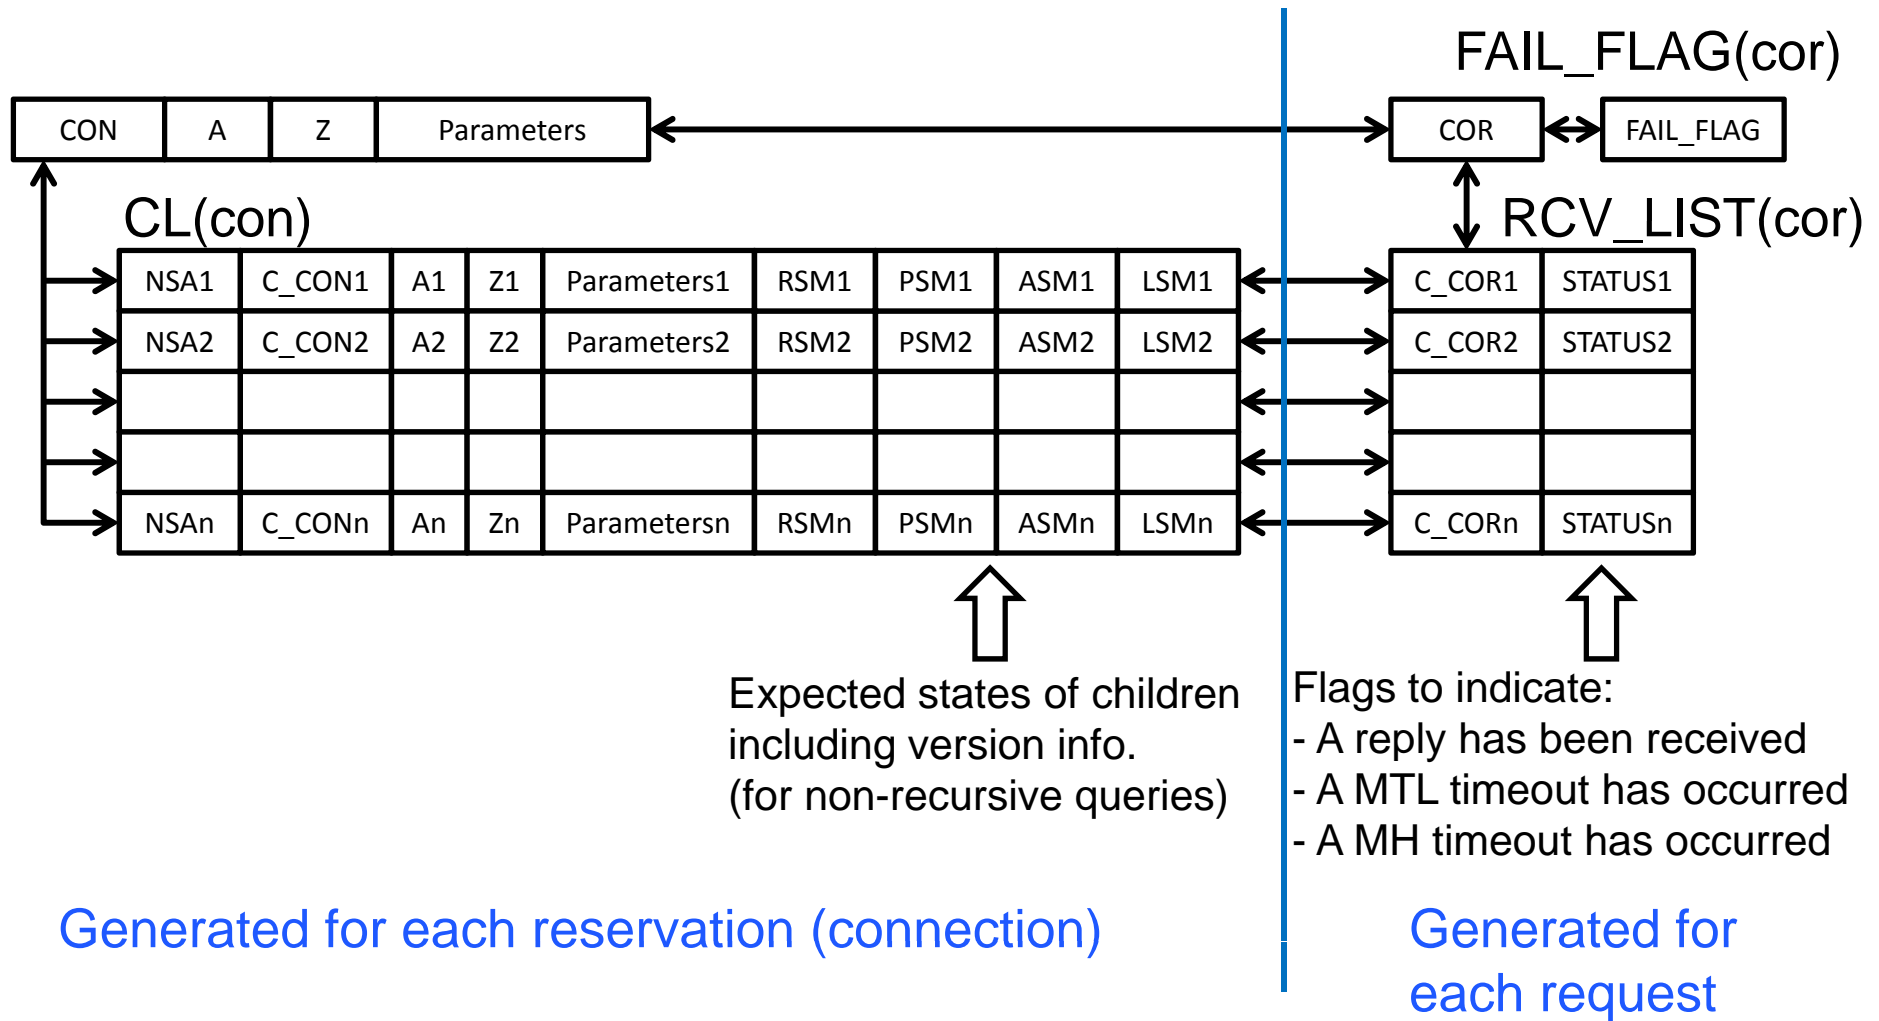 FAIL_FLAG(cor)
CON A Z Parameters COR FAIL_FLAG
CL(con) RCV_LIST(cor)
NSA1 C_CON1 A1 Z1 Parameters1 RSM1 PSM1 ASM1 LSM1 C_COR1 STATUS1
NSA2 C_CON2 A2 Z2 Parameters2 RSM2 PSM2 ASM2 LSM2 C_COR2 STATUS2
NSAn C_CONn An Zn Parametersn RSMn PSMn ASMn LSMn C_CORn STATUSn
Expected states of children
including version info.
(for non-recursive queries)
Flags to indicate:
- A reply has been received
- A MTL timeout has occurred
- A MH timeout has occurred
Generated for each reservation (connection)
Generated for
each request